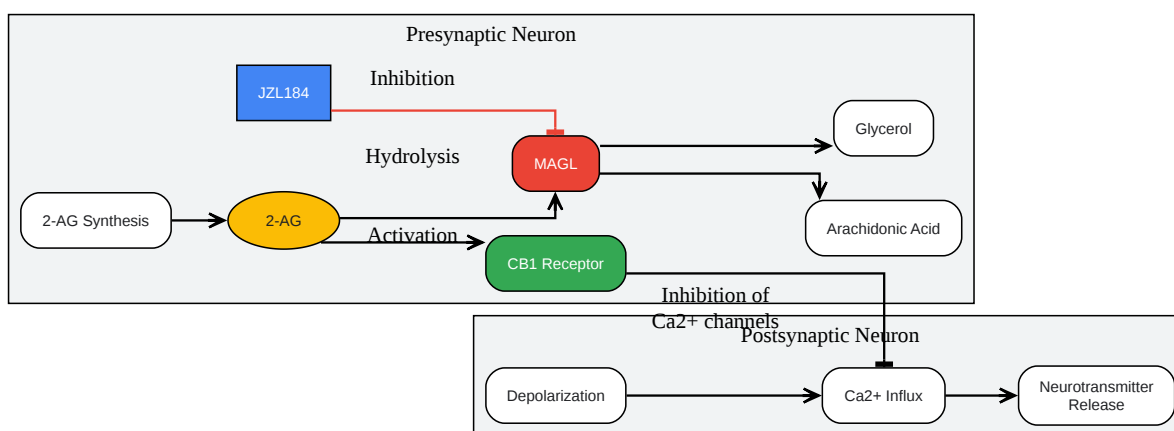 Presynaptic Neuron
JZL184
Inhibition
Glycerol
Hydrolysis
MAGL
2-AG Synthesis
2-AG
Activation
Arachidonic Acid
CB1 Receptor
Inhibition of
Ca2+ channels
Postsynaptic Neuron
Depolarization
Ca2+ Influx
Neurotransmitter
Release